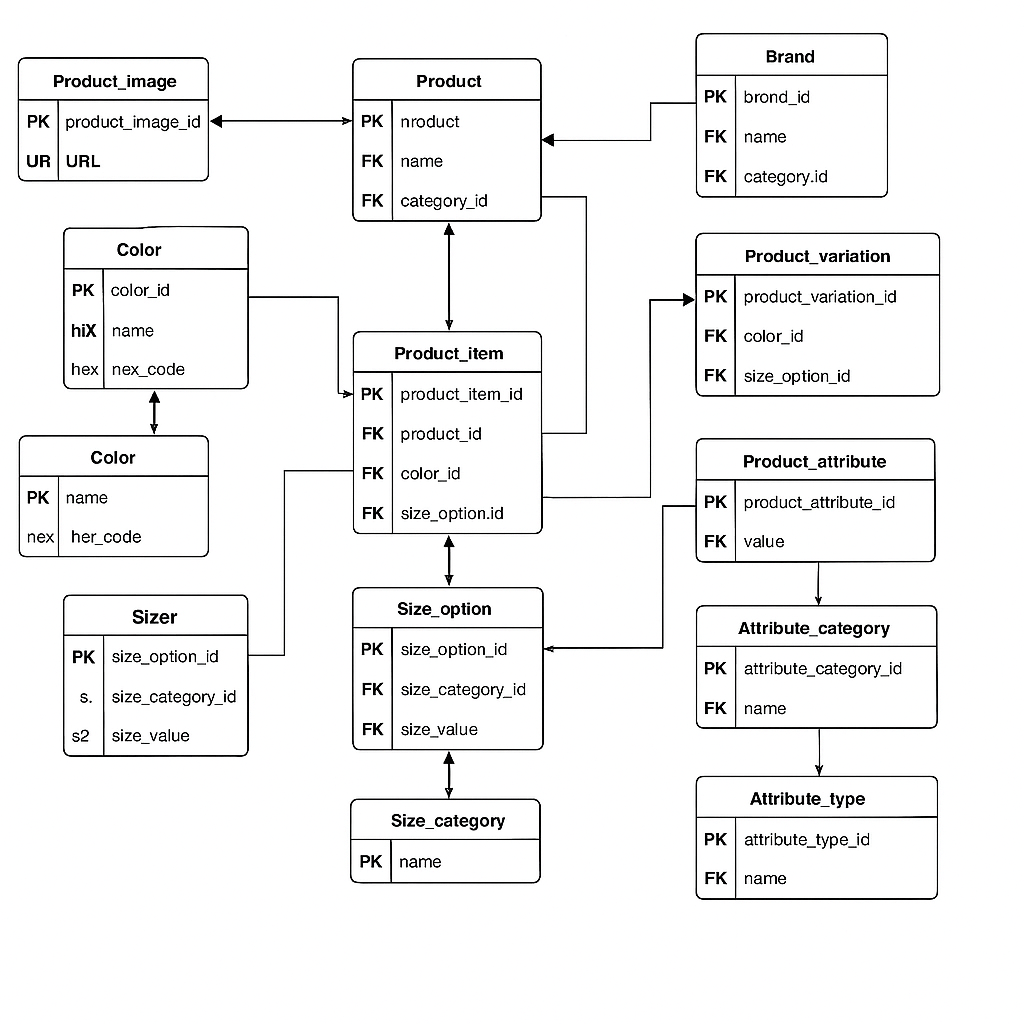 Product_image
PK product_image_id
UR URL
Product
PK nroduct
FK name
FK category_id
Brand
PK brond_id
FK name
FK category.id
Color
PK color_id
hiX name
hex nex_code
Product_variation
PK product_variation_id
FK color_id
FK size_option_id
Product_item
PK product_item_id
FK product_id
FK color_id
FK size_option.id
Color
PK name
nex her_code
Product_attribute
PK product_attribute_id
FK value
Sizer
PK size_option_id
s. size_category_id
s2 size_value
Size_option
PK size_option_id
FK size_category_id
FK size_value
Attribute_category
PK attribute_category_id
FK name
Size_category
PK name
Attribute_type
PK attribute_type_id
FK name